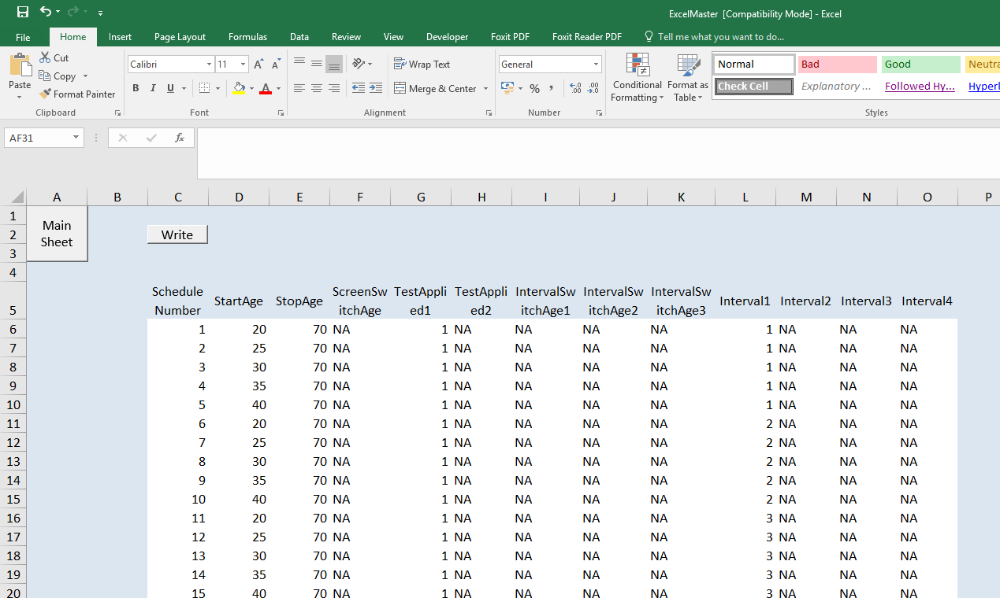 ExcelMaster [Compatibility Mode] - Excel
File Home Insert Page Layout Formulas Data Review View Developer Foxit PDF Foxit Reader PDF Tell me what you want to do...
Paste
Cut
Copy
Format Painter
Clipboard
Calibri 11
B I U
A A
A
Font
Wrap Text
Merge & Center
Alignment
General
% ,
.00 .00
Number
Conditional Formatting
Format as Table
Normal Bad Good Neutra
Check Cell Explanatory ... Followed Hy... Hyperl
Styles
AF31 fx
A B C D E F G H I J K L M N O P
1
2
3
4
5
Main
Sheet
Write
Schedule Number StartAge StopAge ScreenSwitchAge TestApplied1 TestApplied2 IntervalSwitchAge1 IntervalSwitchAge2 IntervalSwitchAge3 Interval1 Interval2 Interval3 Interval4
6 1 20 70 NA 1 NA NA NA NA 1 NA NA NA
7 2 25 70 NA 1 NA NA NA NA 1 NA NA NA
8 3 30 70 NA 1 NA NA NA NA 1 NA NA NA
9 4 35 70 NA 1 NA NA NA NA 1 NA NA NA
10 5 40 70 NA 1 NA NA NA NA 1 NA NA NA
11 6 20 70 NA 1 NA NA NA NA 2 NA NA NA
12 7 25 70 NA 1 NA NA NA NA 2 NA NA NA
13 8 30 70 NA 1 NA NA NA NA 2 NA NA NA
14 9 35 70 NA 1 NA NA NA NA 2 NA NA NA
15 10 40 70 NA 1 NA NA NA NA 2 NA NA NA
16 11 20 70 NA 1 NA NA NA NA 3 NA NA NA
17 12 25 70 NA 1 NA NA NA NA 3 NA NA NA
18 13 30 70 NA 1 NA NA NA NA 3 NA NA NA
19 14 35 70 NA 1 NA NA NA NA 3 NA NA NA
20 15 40 70 NA 1 NA NA NA NA 3 NA NA NA